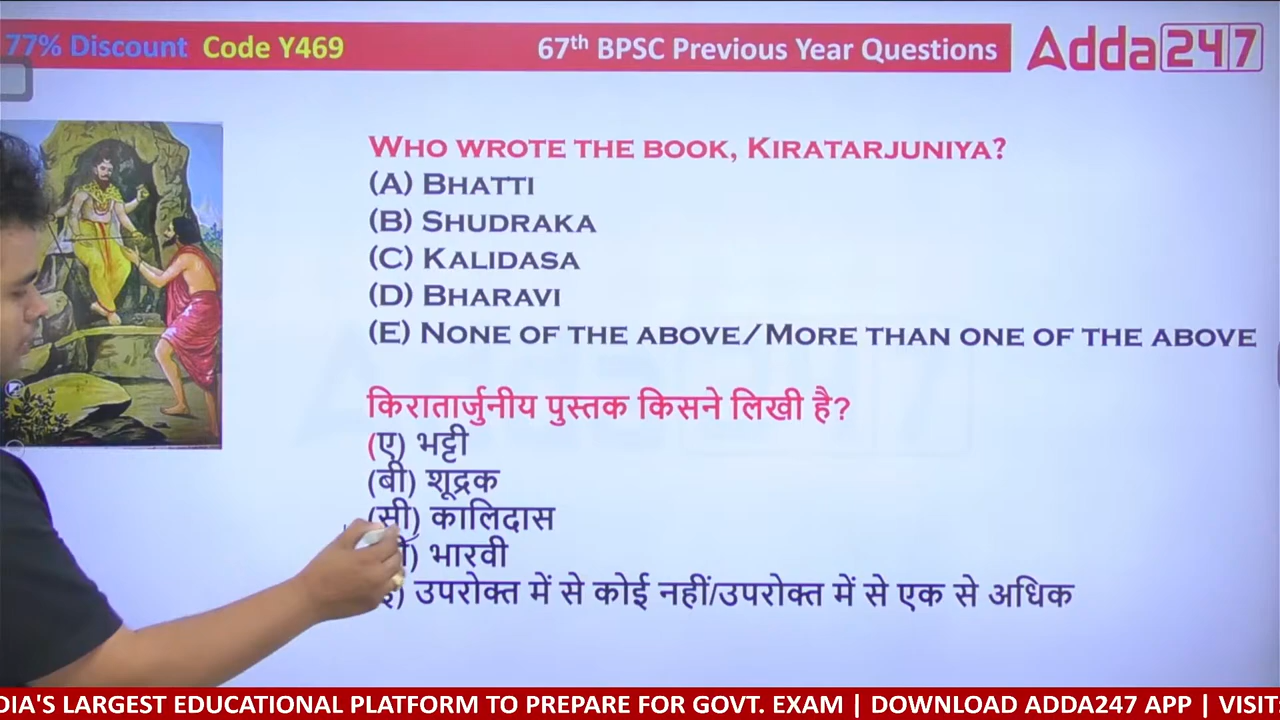 77% Discount Code Y469
67th BPSC Previous Year Questions
Adda247
WHO WROTE THE BOOK, KIRATARJUNIYA?
(A) BHATTI
(B) SHUDRAKA
(C) KALIDASA
(D) BHARAVI
(E) NONE OF THE ABOVE/MORE THAN ONE OF THE ABOVE
किरातार्जुनीय पुस्तक किसने लिखी है?
(ए) भट्टी
(बी) शूद्रक
(सी) कालिदास
भारवी
उपरोक्त में से कोई नहीं/उपरोक्त में से एक से अधिक
DIA'S LARGEST EDUCATIONAL PLATFORM TO PREPARE FOR GOVT. EXAM | DOWNLOAD ADDA247 APP | VISIT